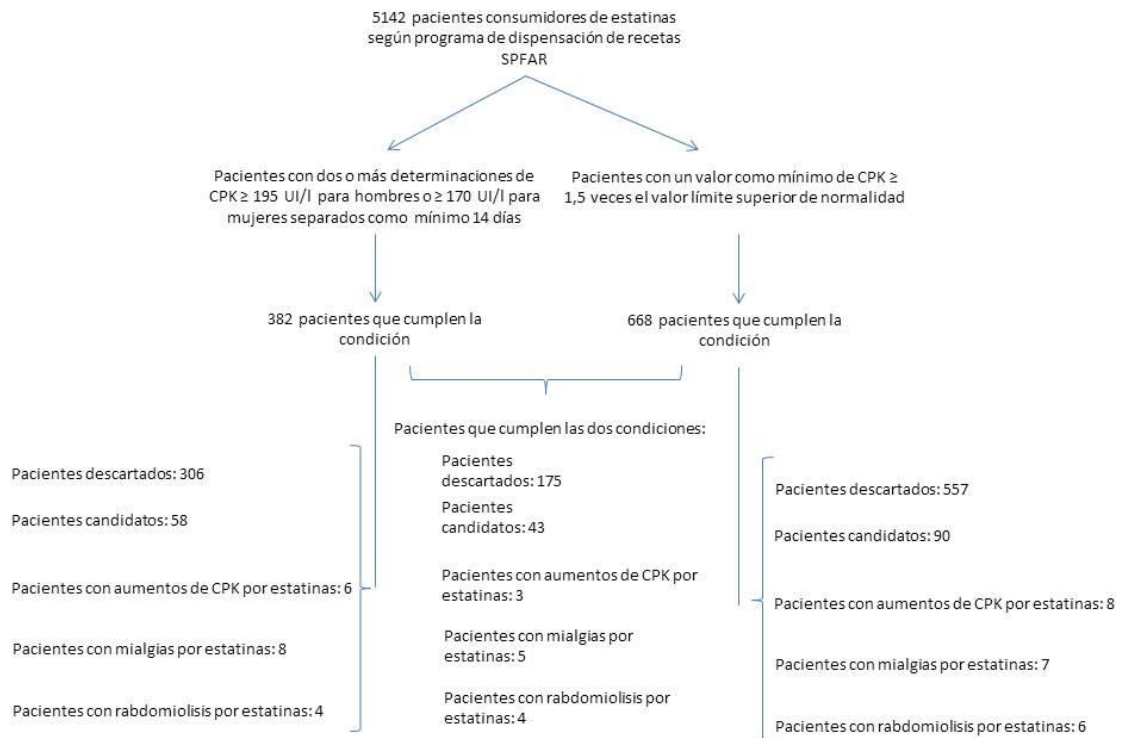 5142 pacientes consumidores de estatinas
según programa de dispensación de recetas
SPFAR
Pacientes con dos o más determinaciones de
CPK ≥ 195 UI/l para hombres o ≥ 170 UI/l para
mujeres separados como mínimo 14 días
Pacientes con un valor como mínimo de CPK ≥
1,5 veces el valor límite superior de normalidad
382 pacientes que cumplen la
condición
668 pacientes que cumplen la
condición
Pacientes que cumplen las dos condiciones:
Pacientes descartados: 306
Pacientes candidatos: 58
Pacientes con aumentos de CPK por estatinas: 6
Pacientes con mialgias por estatinas: 8
Pacientes con rabdomiolisis por estatinas: 4
Pacientes
descartados: 175
Pacientes
candidatos: 43
Pacientes con aumentos de CPK por
estatinas: 3
Pacientes con mialgias por
estatinas: 5
Pacientes con rabdomiolisis por
estatinas: 4
Pacientes descartados: 557
Pacientes candidatos: 90
Pacientes con aumentos de CPK por estatinas: 8
Pacientes con mialgias por estatinas: 7
Pacientes con rabdomiolisis por estatinas: 6